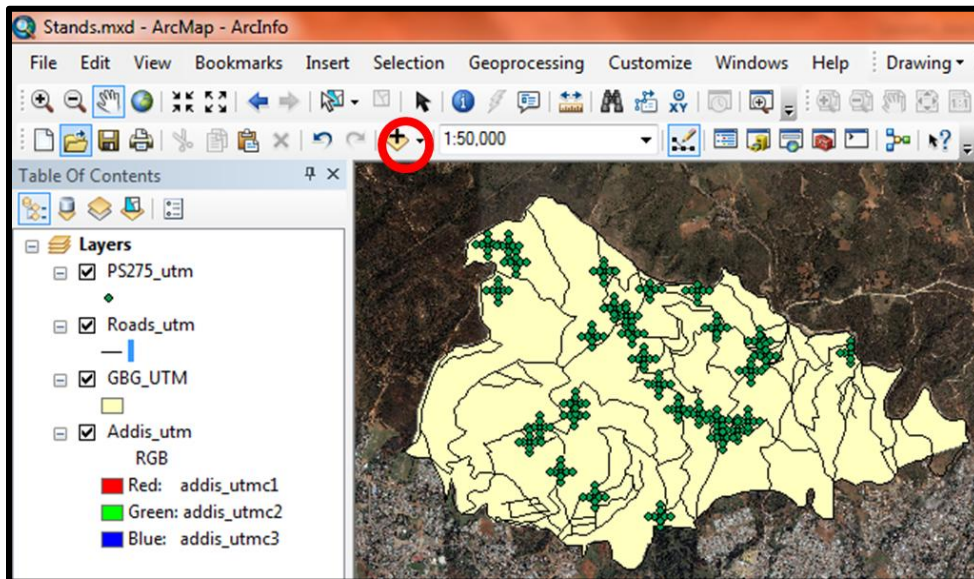 Stands.mxd - ArcMap - ArcInfo
File Edit View Bookmarks Insert Selection Geoprocessing Customize Windows Help Drawing
XY
1:50,000
Table Of Contents
Layers
PS275_utm
Roads_utm
GBG_UTM
Addis_utm
RGB
Red: addis_utmc1
Green: addis_utmc2
Blue: addis_utmc3